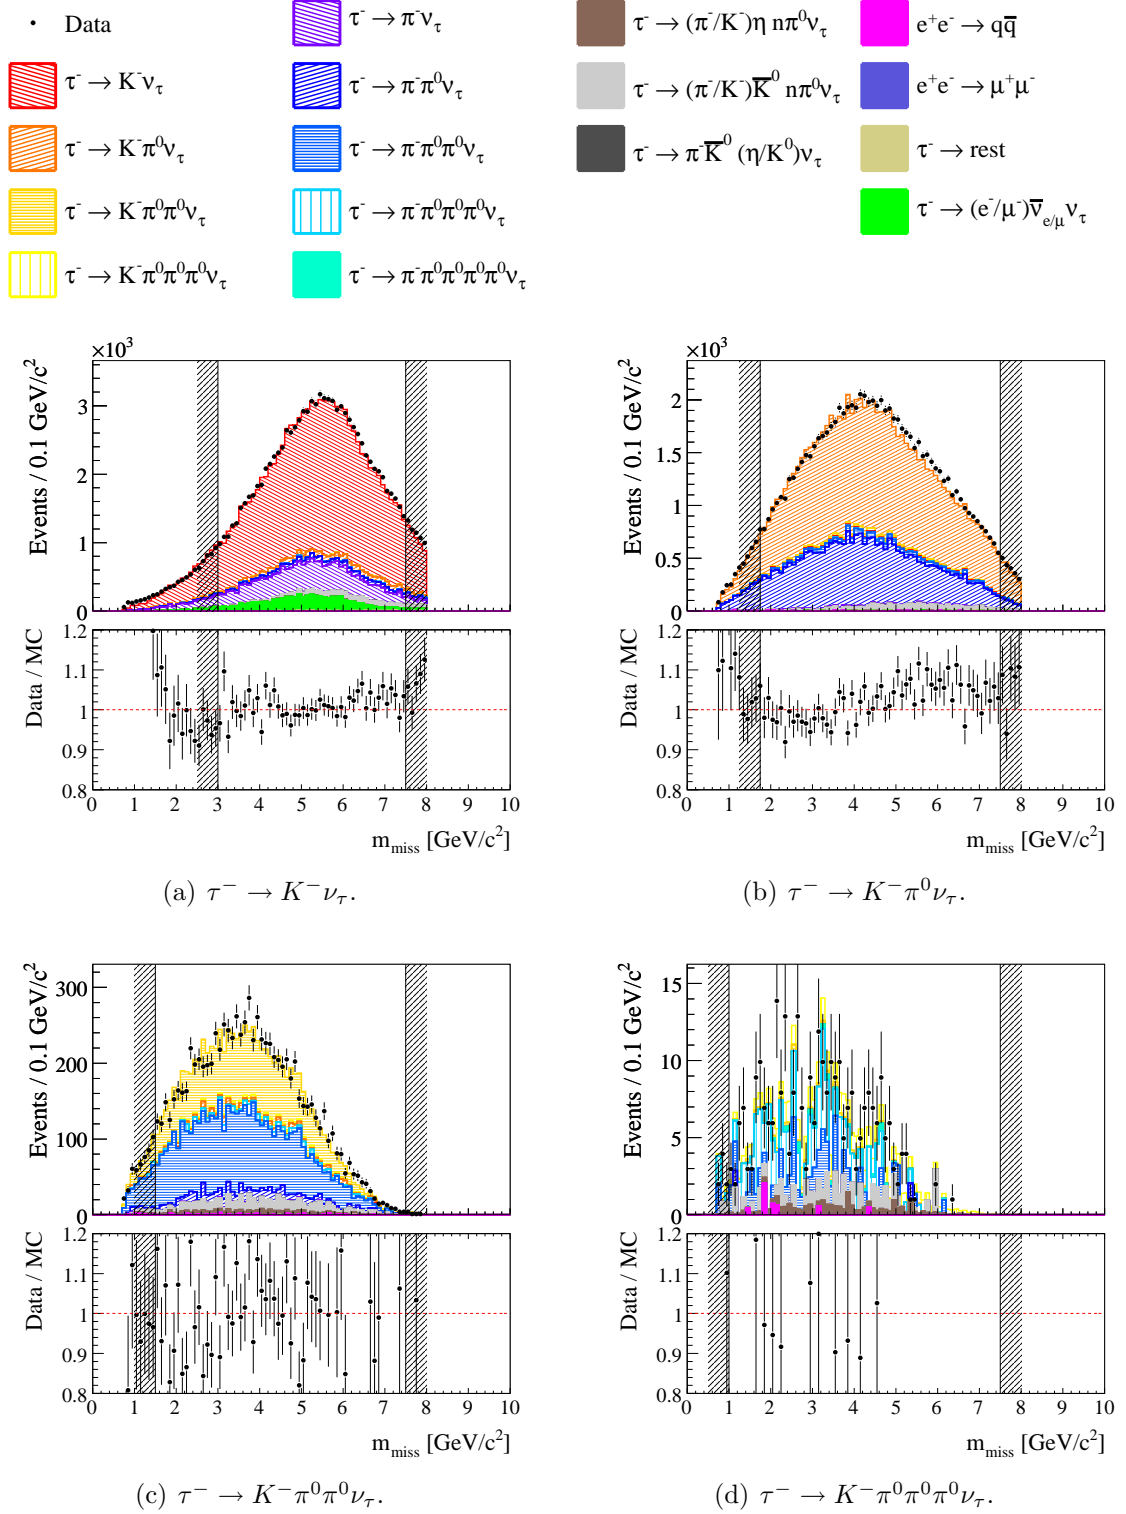 Data
τ⁻ → K⁻ν_τ
τ⁻ → K⁻π⁰ν_τ
τ⁻ → K⁻π⁰π⁰ν_τ
τ⁻ → K⁻π⁰π⁰π⁰ν_τ
τ⁻ → π⁻ν_τ
τ⁻ → π⁻π⁰ν_τ
τ⁻ → π⁻π⁰π⁰ν_τ
τ⁻ → π⁻π⁰π⁰π⁰ν_τ
τ⁻ → π⁻π⁰π⁰π⁰π⁰ν_τ
τ⁻ → (π⁻/K⁻)η nπ⁰ν_τ
τ⁻ → (π⁻/K⁻)K̅⁰ nπ⁰ν_τ
τ⁻ → π⁻K̅⁰ (η/K⁰)ν_τ
e⁺e⁻ → qq̅
e⁺e⁻ → μ⁺μ⁻
τ⁻ → rest
τ⁻ → (e⁻/μ⁻)ν̅_{e/μ}ν_τ
×10³
Events / 0.1 GeV/c²
3
2
1
0
Data / MC
1.2
1.1
1
0.9
0.8
0 1 2 3 4 5 6 7 8 9 10
m_miss [GeV/c²]
(a) τ⁻ → K⁻ν_τ.
×10³
Events / 0.1 GeV/c²
2
1.5
1
0.5
0
Data / MC
1.2
1.1
1
0.9
0.8
0 1 2 3 4 5 6 7 8 9 10
m_miss [GeV/c²]
(b) τ⁻ → K⁻π⁰ν_τ.
Events / 0.1 GeV/c²
300
200
100
0
Data / MC
1.2
1.1
1
0.9
0.8
0 1 2 3 4 5 6 7 8 9 10
m_miss [GeV/c²]
(c) τ⁻ → K⁻π⁰π⁰ν_τ.
Events / 0.1 GeV/c²
15
10
5
0
Data / MC
1.2
1.1
1
0.9
0.8
0 1 2 3 4 5 6 7 8 9 10
m_miss [GeV/c²]
(d) τ⁻ → K⁻π⁰π⁰π⁰ν_τ.